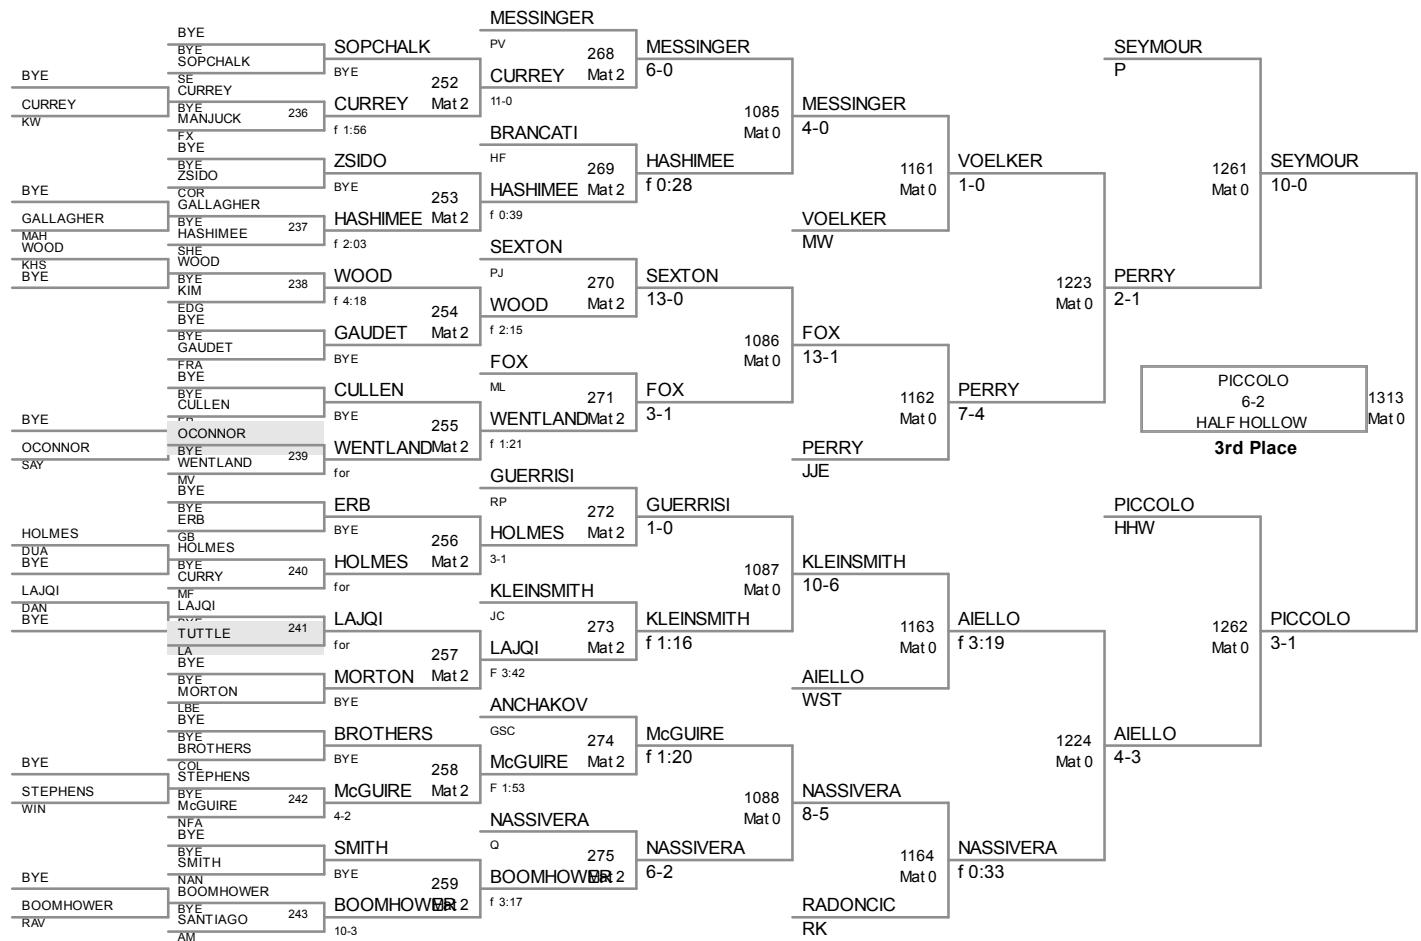 BYE
CURREY
KW
BYE
GALLAGHER
MAH
WOOD
KHS
BYE
BYE
OCONNOR
SAY
HOLMES
DUA
BYE
LAJQI
DAN
BYE
BYE
STEPHENS
WIN
BYE
BOOMHOWER
RAV
BYE
BYE
SOPCHALK
SE
CURREY
BYE
MANJUCK 236
FX
BYE
BYE
ZSIDO
COR
GALLAGHER
BYE
HASHIMEE 237
SHE
WOOD
BYE
KIM 238
EDG
BYE
BYE
GAUDET
FRA
BYE
BYE
CULLEN
OCONNOR
BYE
WENTLAND 239
MV
BYE
BYE
ERB
GB
HOLMES
BYE
CURRY 240
MF
LAJQI
TUTTLE 241
LA
BYE
BYE
MORTON
LBE
BYE
BYE
BROTHERS
COL
STEPHENS
BYE
McGUIRE 242
NFA
BYE
BYE
SMITH
NAN
BOOMHOWER
BYE
SANTIAGO 243
AM
SOPCHALK
BYE
252
Mat 2
CURREY
f 1:56
ZSIDO
BYE
253
HASHIMEE Mat 2
f 2:03
WOOD
f 4:18
254
Mat 2
GAUDET
BYE
CULLEN
BYE
255
WENTLAND Mat 2
for
ERB
BYE
256
Mat 2
HOLMES
for
LAJQI
for
257
Mat 2
MORTON
BYE
BROTHERS
BYE
258
Mat 2
McGUIRE
4-2
SMITH
BYE
259
BOOMHOWER Mat 2
10-3
MESSINGER
PV
268
CURREY Mat 2
11-0
BRANCATI
HF
269
HASHIMEE Mat 2
f 0:39
SEXTON
PJ
270
WOOD Mat 2
f 2:15
FOX
ML
271
WENTLAND Mat 2
f 1:21
GUERRISI
RP
272
HOLMES Mat 2
3-1
KLEINSMITH
JC
273
LAJQI Mat 2
F 3:42
ANCHAKOV
GSC
274
McGUIRE Mat 2
F 1:53
NASSIVERA
Q
275
BOOMHOWER Mat 2
f 3:17
MESSINGER
6-0
1085
Mat 0
HASHIMEE
f 0:28
SEXTON
13-0
1086
Mat 0
FOX
3-1
GUERRISI
1-0
1087
Mat 0
KLEINSMITH
f 1:16
McGUIRE
f 1:20
1088
Mat 0
NASSIVERA
6-2
MESSINGER
4-0
1161
Mat 0
VOELKER
MW
FOX
13-1
1162
Mat 0
PERRY
JJE
KLEINSMITH
10-6
1163
Mat 0
AIELLO
WST
NASSIVERA
8-5
1164
Mat 0
RADONCIC
RK
VOELKER
1-0
1223
Mat 0
PERRY
7-4
AIELLO
f 3:19
1224
Mat 0
NASSIVERA
f 0:33
SEYMOUR
P
1261
Mat 0
PERRY
2-1
PICCOLO
HHW
1262
Mat 0
AIELLO
4-3
SEYMOUR
10-0
PICCOLO
6-2
HALF HOLLOW
1313
Mat 0
3rd Place
PICCOLO
3-1